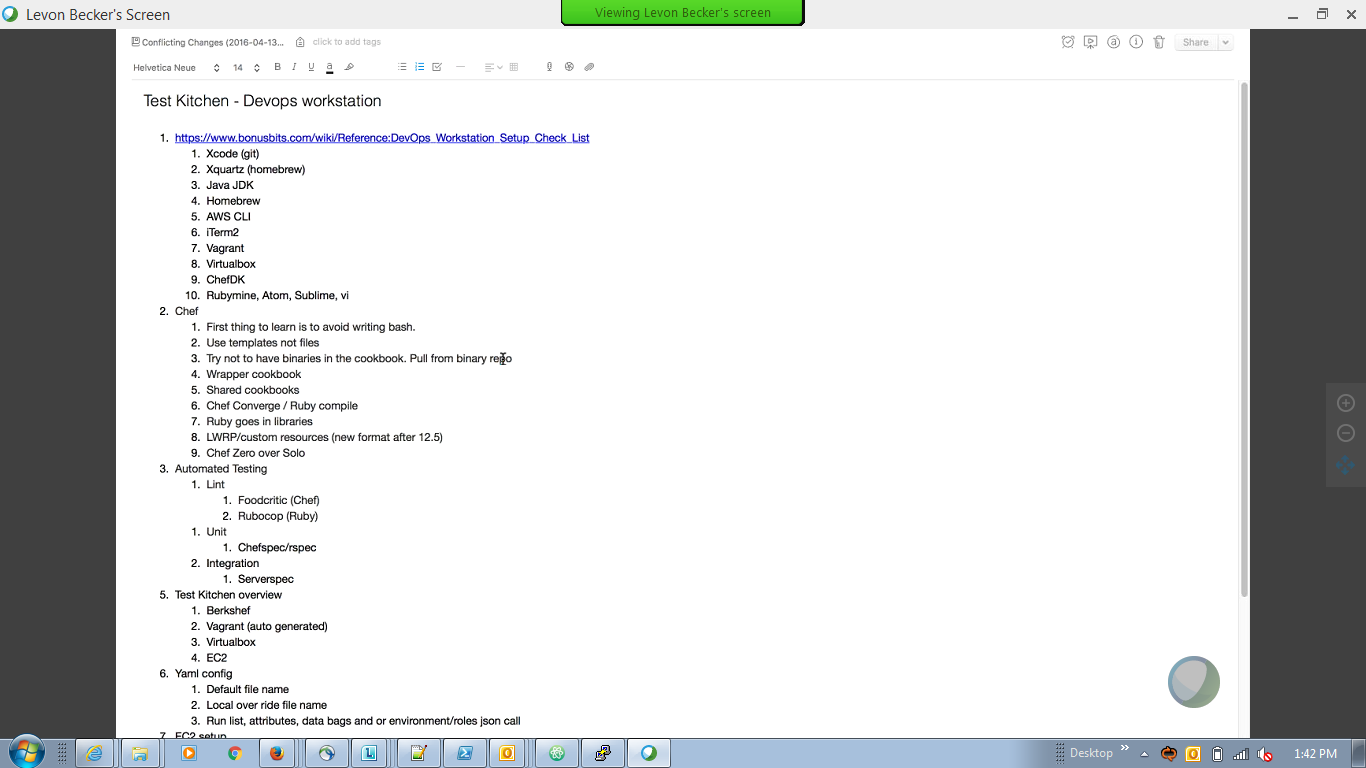 Levon Becker's Screen
Viewing Levon Becker's screen
Conflicting Changes (2016-04-13...
click to add tags
Share
Helvetica Neue
14
B I U a
Test Kitchen - Devops workstation
1. https://www.bonusbits.com/wiki/Reference:DevOps_Workstation_Setup_Check_List
1. Xcode (git)
2. Xquartz (homebrew)
3. Java JDK
4. Homebrew
5. AWS CLI
6. iTerm2
7. Vagrant
8. Virtualbox
9. ChefDK
10. Rubymine, Atom, Sublime, vi
2. Chef
1. First thing to learn is to avoid writing bash.
2. Use templates not files
3. Try not to have binaries in the cookbook. Pull from binary repo
4. Wrapper cookbook
5. Shared cookbooks
6. Chef Converge / Ruby compile
7. Ruby goes in libraries
8. LWRP/custom resources (new format after 12.5)
9. Chef Zero over Solo
3. Automated Testing
1. Lint
1. Foodcritic (Chef)
2. Rubocop (Ruby)
1. Unit
1. Chefspec/rspec
2. Integration
1. Serverspec
5. Test Kitchen overview
1. Berkshef
2. Vagrant (auto generated)
3. Virtualbox
4. EC2
6. Yaml config
1. Default file name
2. Local over ride file name
3. Run list, attributes, data bags and or environment/roles json call
7. EC2 setup
Desktop
1:42 PM